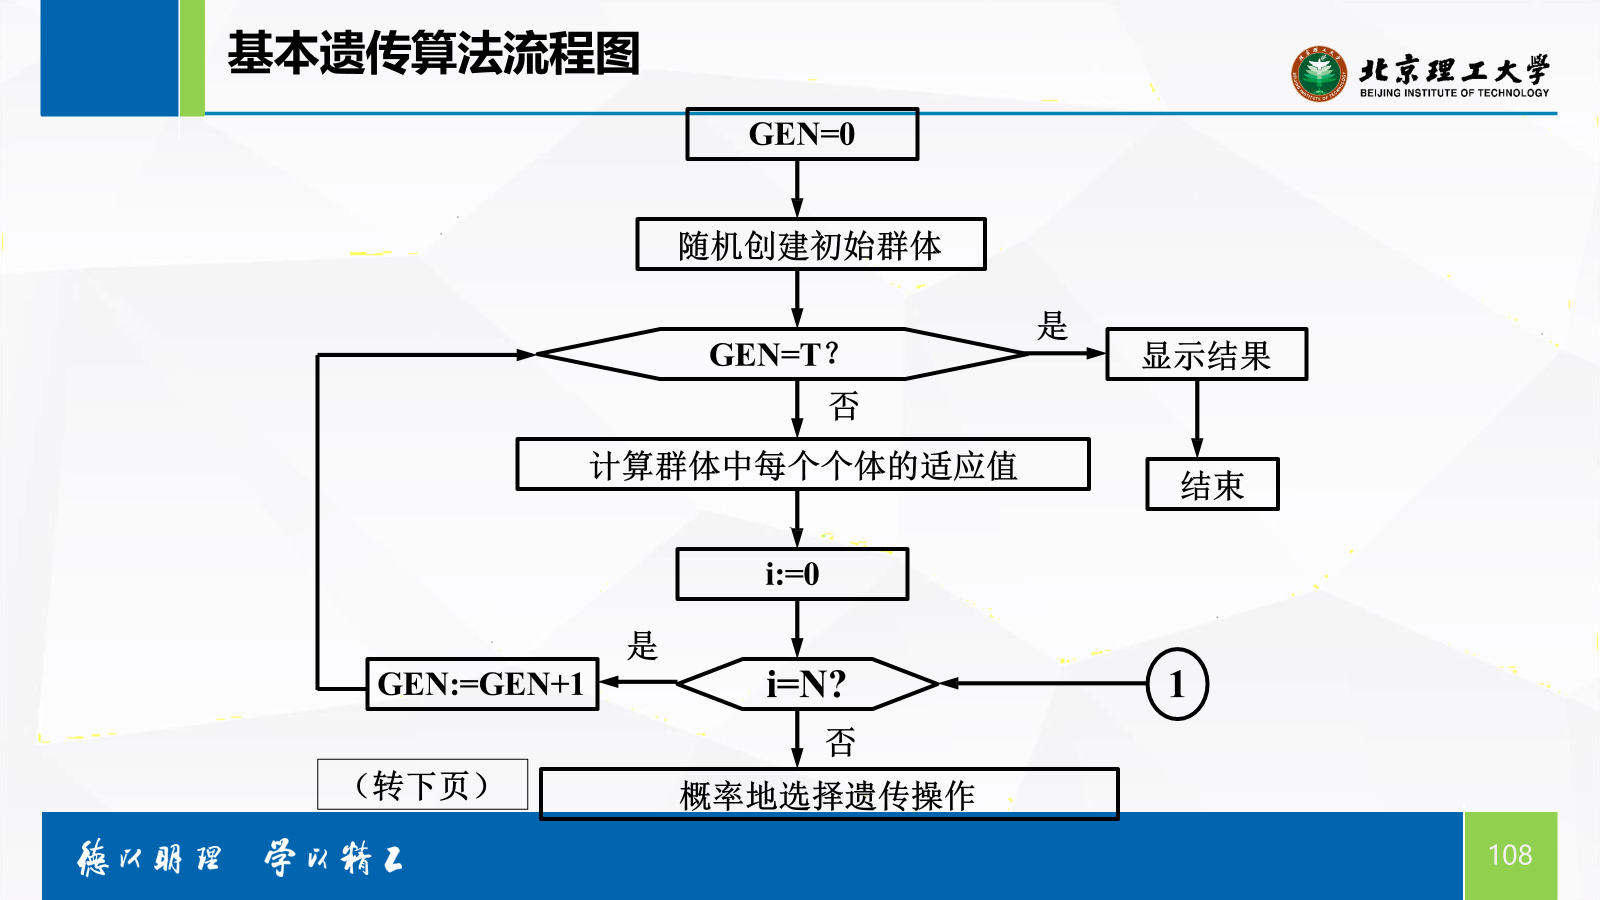 基本遗传算法流程图
北京理工大学
BEIJING INSTITUTE OF TECHNOLOGY
GEN=0
随机创建初始群体
GEN=T?
是
显示结果
否
结束
计算群体中每个个体的适应值
i:=0
是
GEN:=GEN+1
i=N?
1
否
（转下页）
概率地选择遗传操作
德以明理 学以精工
108